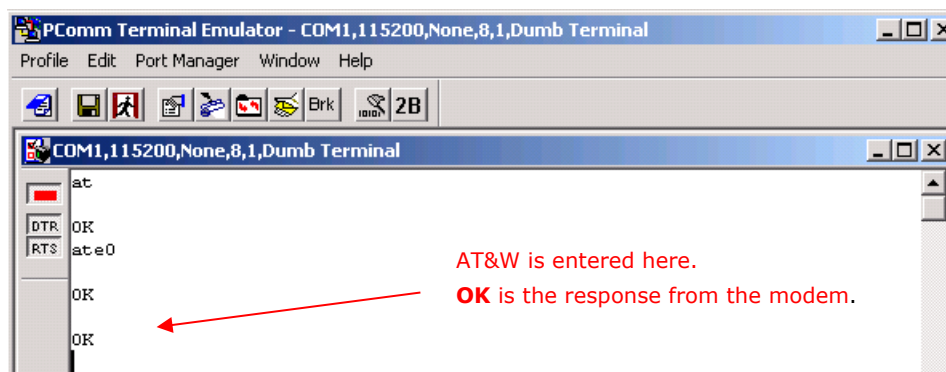 PComm Terminal Emulator - COM1,115200,None,8,1,Dumb Terminal
Profile Edit Port Manager Window Help
Brk 2B
COM1,115200,None,8,1,Dumb Terminal
at
DTR OK
RTS ate0
AT&W is entered here.
OK is the response from the modem.
OK
OK